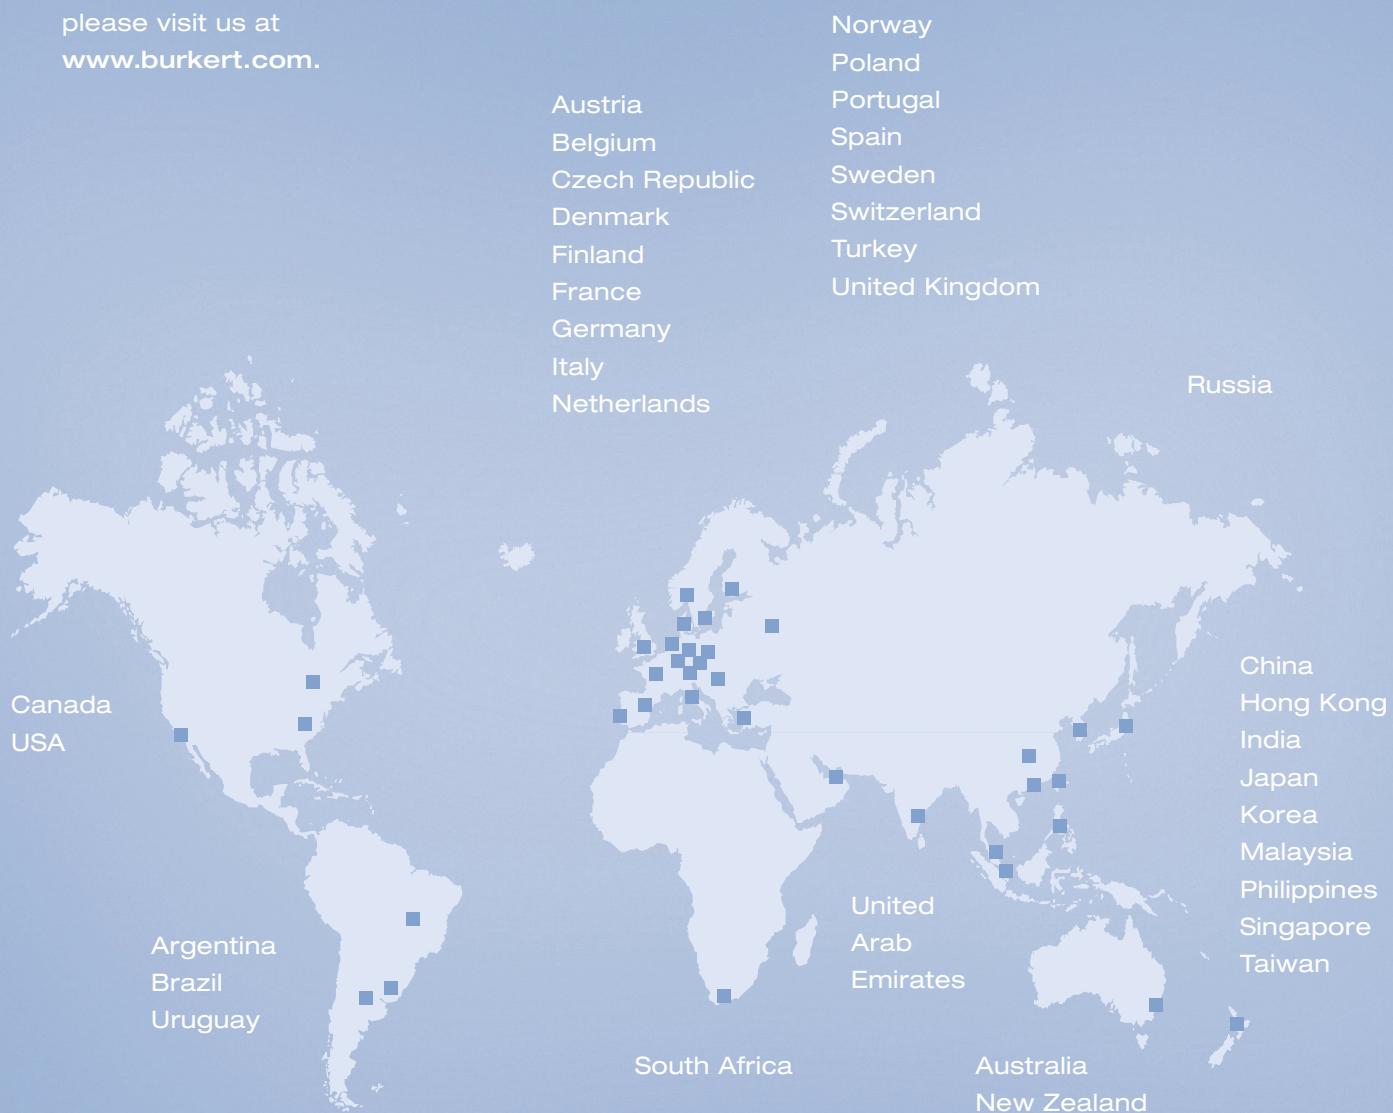 please visit us at
www.burkert.com.
Austria
Belgium
Czech Republic
Denmark
Finland
France
Germany
Italy
Netherlands
Norway
Poland
Portugal
Spain
Sweden
Switzerland
Turkey
United Kingdom
Russia
Canada
USA
China
Hong Kong
India
Japan
Korea
Malaysia
Philippines
Singapore
Taiwan
Argentina
Brazil
Uruguay
United
Arab
Emirates
South Africa
Australia
New Zealand